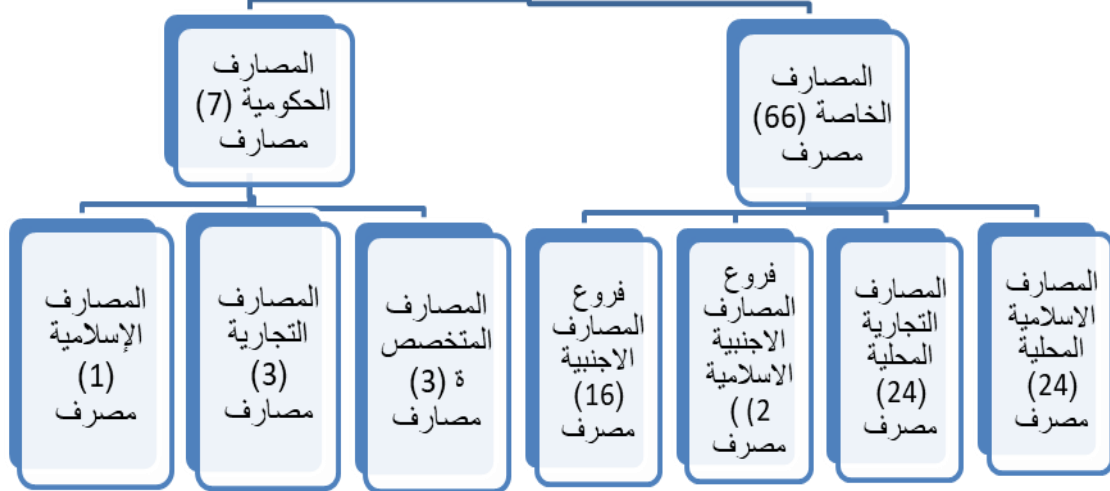 المصارف
الخاصة (66)
مصرف
المصارف
الحكومية (7)
مصارف
المصارف
الاسلامية
المحلية
(24)
مصرف
المصارف
التجارية
المحلية
(24)
مصرف
فروع
المصارف
الاجنبية
الاسلامية
2) )
مصرف
فروع
المصارف
الاجنبية
(16)
مصرف
المصارف
المتخصص
ة (3)
مصارف
المصارف
التجارية
(3)
مصارف
المصارف
الإسلامية
(1)
مصرف